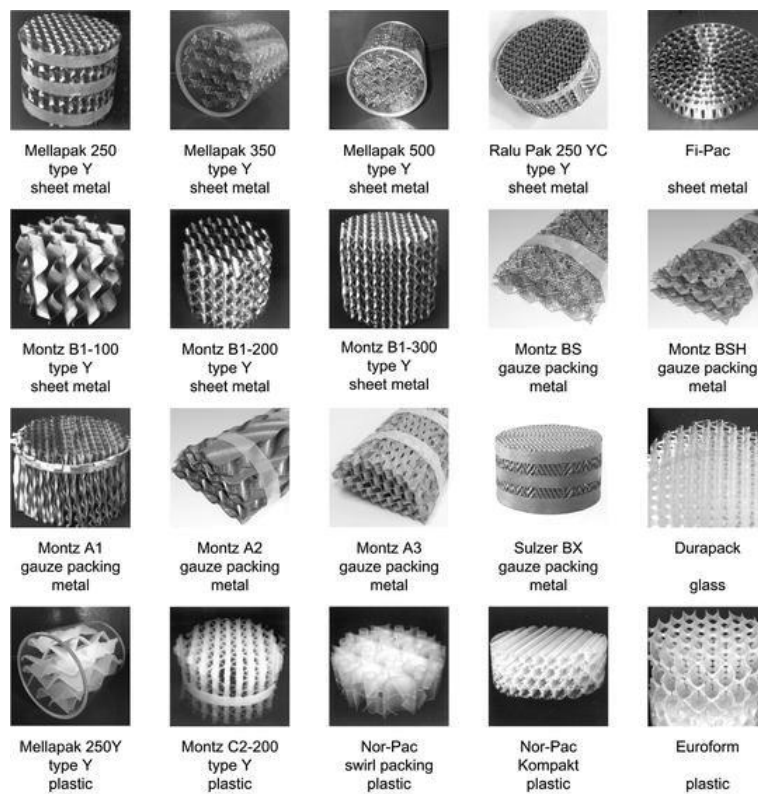 Mellapak 250
type Y
sheet metal
Mellapak 350
type Y
sheet metal
Mellapak 500
type Y
sheet metal
Ralu Pak 250 YC
type Y
sheet metal
Fi-Pac
sheet metal
Montz B1-100
type Y
sheet metal
Montz B1-200
type Y
sheet metal
Montz B1-300
type Y
sheet metal
Montz BS
gauze packing
metal
Montz BSH
gauze packing
metal
Montz A1
gauze packing
metal
Montz A2
gauze packing
metal
Montz A3
gauze packing
metal
Sulzer BX
gauze packing
metal
Durapack
glass
Mellapak 250Y
type Y
plastic
Montz C2-200
type Y
plastic
Nor-Pac
swirl packing
plastic
Nor-Pac
Kompakt
plastic
Euroform
plastic